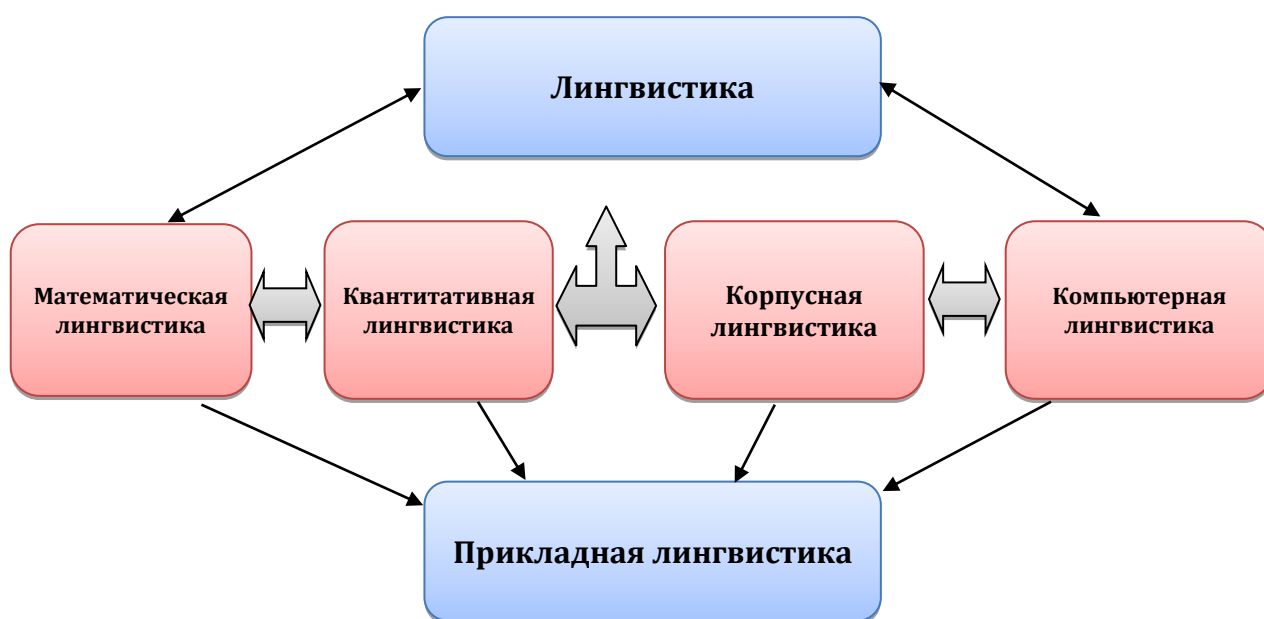 Лингвистика
Математическая
лингвистика
Квантитативная
лингвистика
Корпусная
лингвистика
Компьютерная
лингвистика
Прикладная лингвистика